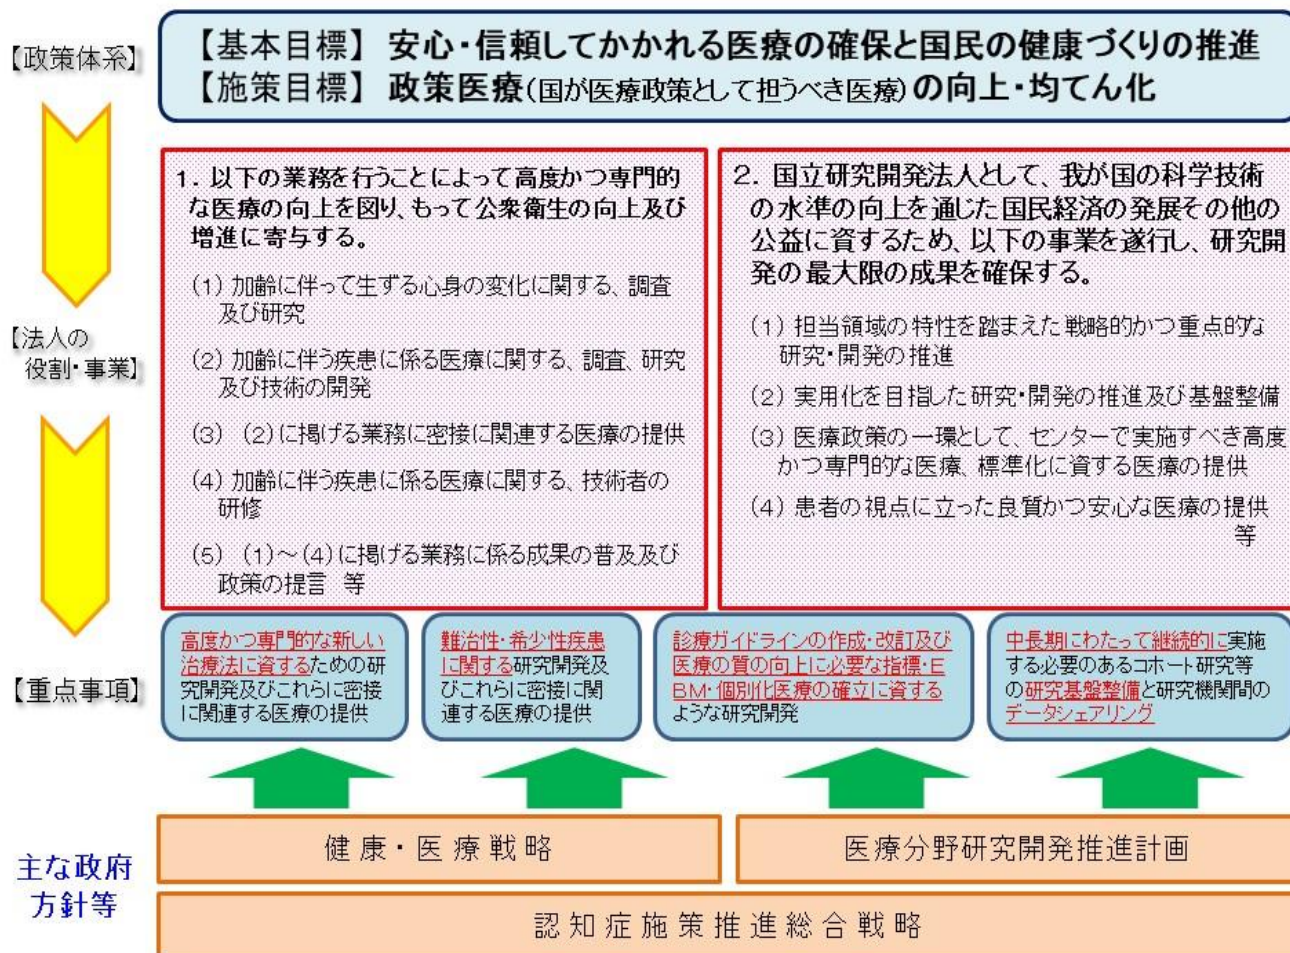 【政策体系】
【基本目標】 安心・信頼してかかれる医療の確保と国民の健康づくりの推進
【施策目標】 政策医療(国が医療政策として担うべき医療)の向上・均てん化
【法人の
役割・事業】
1. 以下の業務を行うことによって高度かつ専門的
な医療の向上を図り、もって公衆衛生の向上及び
増進に寄与する。
(1) 加齢に伴って生ずる心身の変化に関する、調査
及び研究
(2) 加齢に伴う疾患に係る医療に関する、調査、研究
及び技術の開発
(3) (2)に掲げる業務に密接に関連する医療の提供
(4) 加齢に伴う疾患に係る医療に関する、技術者の
研修
(5) (1)~(4)に掲げる業務に係る成果の普及及び
政策の提言 等
2. 国立研究開発法人として、我が国の科学技術
の水準の向上を通じた国民経済の発展その他の
公益に資するため、以下の事業を遂行し、研究開
発の最大限の成果を確保する。
(1) 担当領域の特性を踏まえた戦略的かつ重点的な
研究・開発の推進
(2) 実用化を目指した研究・開発の推進及び基盤整備
(3) 医療政策の一環として、センターで実施すべき高度
かつ専門的な医療、標準化に資する医療の提供
(4) 患者の視点に立った良質かつ安心な医療の提供
等
【重点事項】
高度かつ専門的な新しい
治療法に資するための研
究開発及びこれらに密接
に関連する医療の提供
難治性・希少性疾患
に関する研究開発及
びこれらに密接に関
連する医療の提供
診療ガイドラインの作成・改訂及び
医療の質の向上に必要な指標・E
BM・個別化医療の確立に資する
ような研究開発
中長期にわたって継続的に実施
する必要のあるコホート研究等
の研究基盤整備と研究機関間の
データシェアリング
主な政府
方針等
健康・医療戦略
医療分野研究開発推進計画
認知症施策推進総合戦略